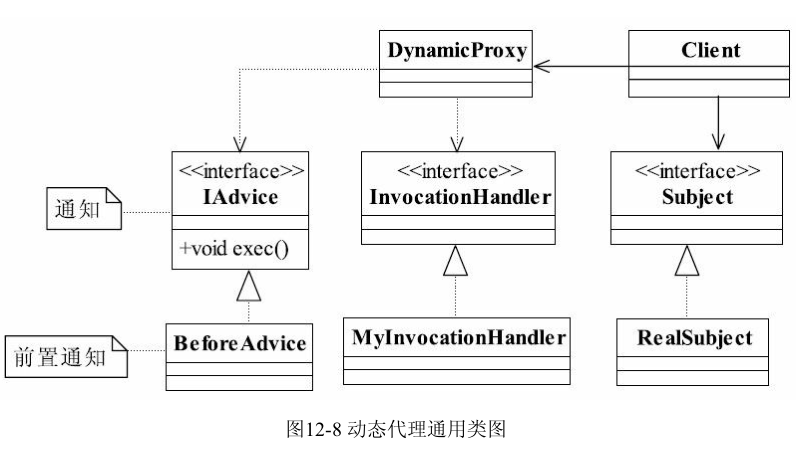 DynamicProxy
Client
<<interface>>
IAdvice
+void exec()
<<interface>>
InvocationHandler
<<interface>>
Subject
通知
BeforeAdvice
MyInvocationHandler
RealSubject
前置通知
图12-8 动态代理通用类图